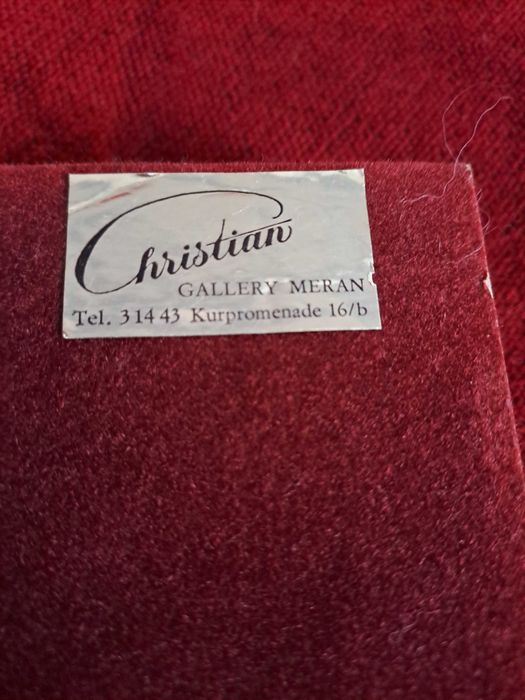 Christian
GALLERY MERAN
Tel. 31443 Kurpromenade 16/b